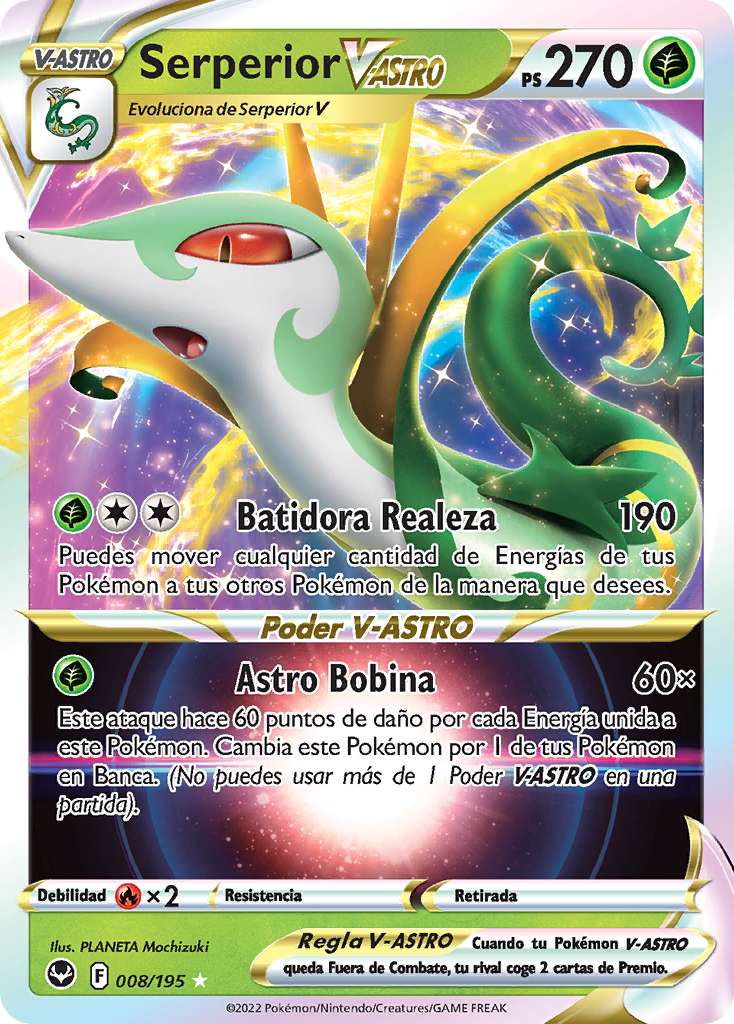 V-ASTRO
Serperior V-ASTRO
PS 270
Evoluciona de Serperior V
Batidora Realeza 190
Puedes mover cualquier cantidad de Energías de tus
Pokémon a tus otros Pokémon de la manera que desees.
Poder V-ASTRO
Astro Bobina 60×
Este ataque hace 60 puntos de daño por cada Energía unida a
este Pokémon. Cambia este Pokémon por 1 de tus Pokémon
en Banca. (No puedes usar más de 1 Poder V-ASTRO en una
partida).
Debilidad ×2 Resistencia Retirada
Ilus. PLANETA Mochizuki
F 008/195
Regla V-ASTRO Cuando tu Pokémon V-ASTRO
queda Fuera de Combate, tu rival coge 2 cartas de Premio.
©2022 Pokémon/Nintendo/Creatures/GAME FREAK